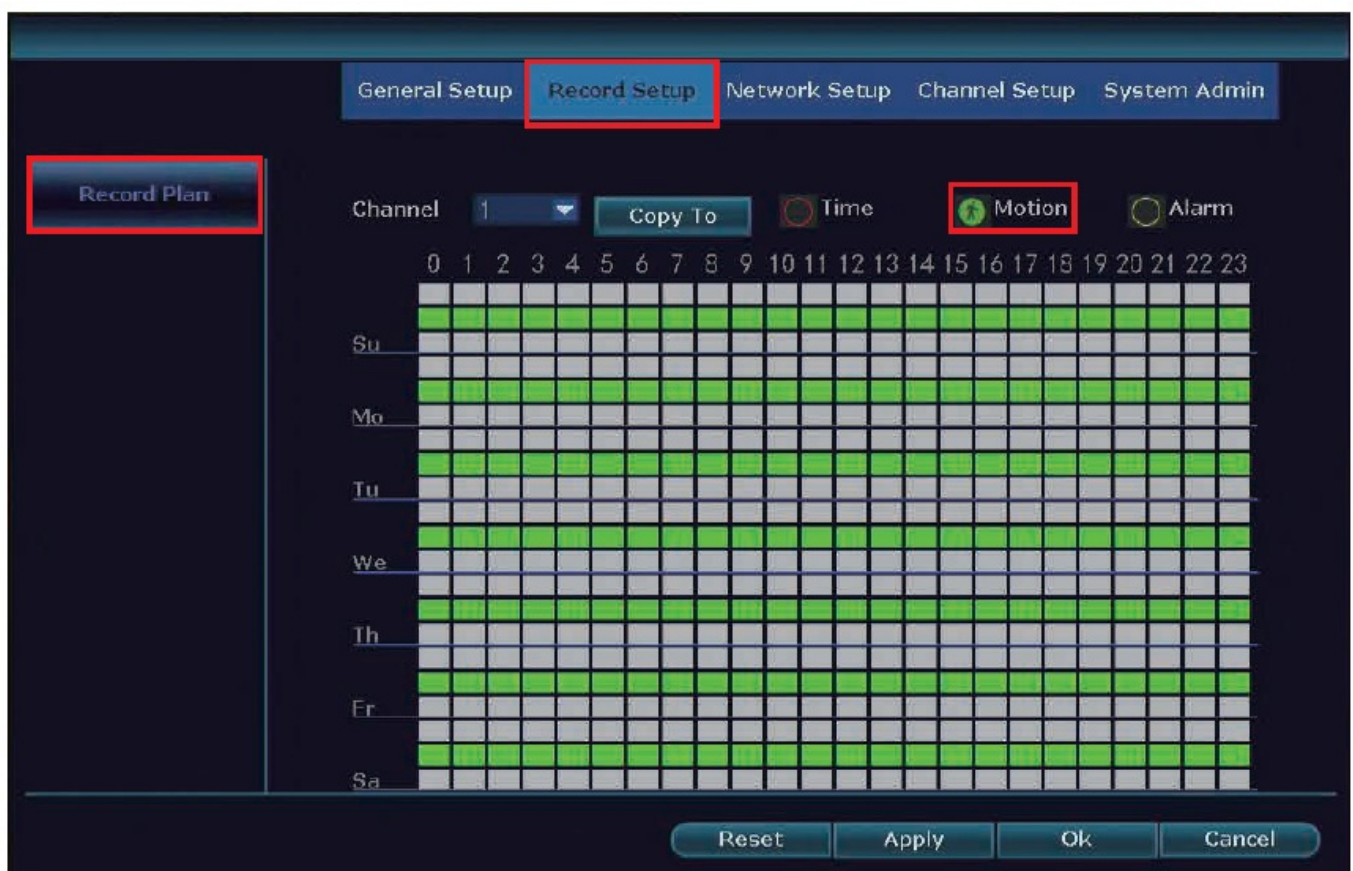 General Setup Record Setup Network Setup Channel Setup System Admin
Record Plan
Channel 1 Copy To Time Motion Alarm
0 1 2 3 4 5 6 7 8 9 10 11 12 13 14 15 16 17 18 19 20 21 22 23
Su
Mo
Tu
We
Th
Fr
Sa
Reset Apply Ok Cancel